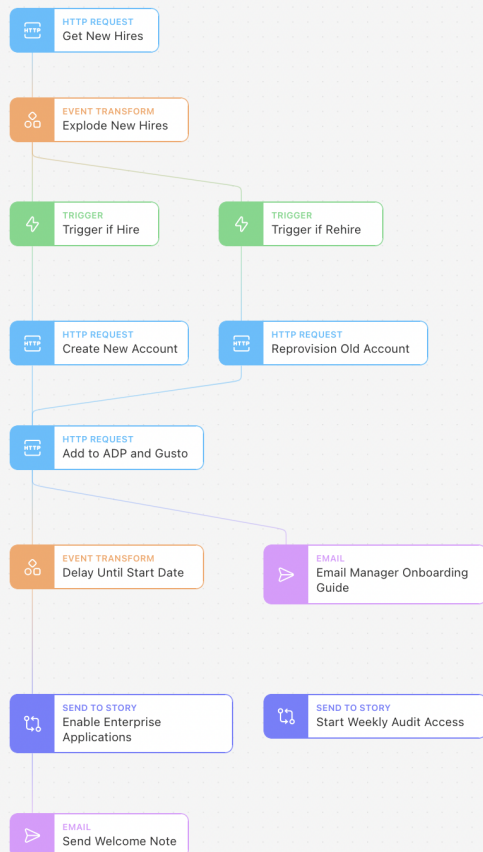 HTTP
HTTP REQUEST
Get New Hires
EVENT TRANSFORM
Explode New Hires
TRIGGER
Trigger if Hire
TRIGGER
Trigger if Rehire
HTTP
HTTP REQUEST
Create New Account
HTTP
HTTP REQUEST
Reprovision Old Account
HTTP
HTTP REQUEST
Add to ADP and Gusto
EVENT TRANSFORM
Delay Until Start Date
EMAIL
Email Manager Onboarding
Guide
SEND TO STORY
Enable Enterprise
Applications
SEND TO STORY
Start Weekly Audit Access
EMAIL
Send Welcome Note